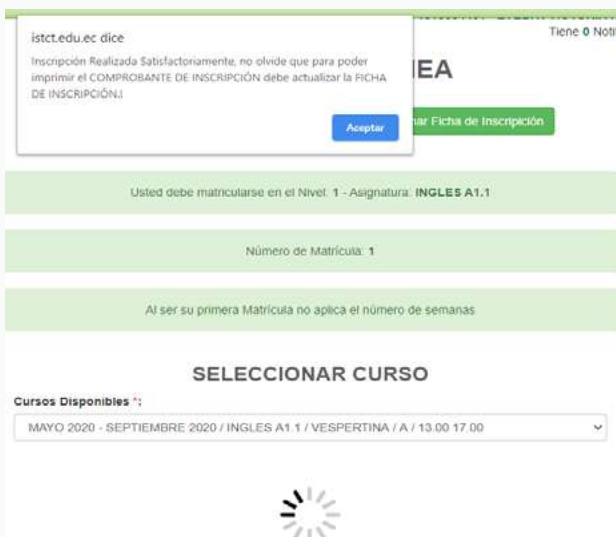 istct.edu.ec dice
Tiene 0 Noti
Inscripción Realizada Satisfactoriamente, no olvide que para poder
imprimir el COMPROBANTE DE INSCRIPCIÓN debe actualizar la FICHA
DE INSCRIPCIÓN.!
EA
Aceptar
nar Ficha de Inscripición
Usted debe matricularse en el Nivel: 1 - Asignatura: INGLES A1.1
Número de Matrícula: 1
Al ser su primera Matrícula no aplica el número de semanas
SELECCIONAR CURSO
Cursos Disponibles *:
MAYO 2020 - SEPTIEMBRE 2020 / INGLES A1.1 / VESPERTINA / A / 13.00 17.00